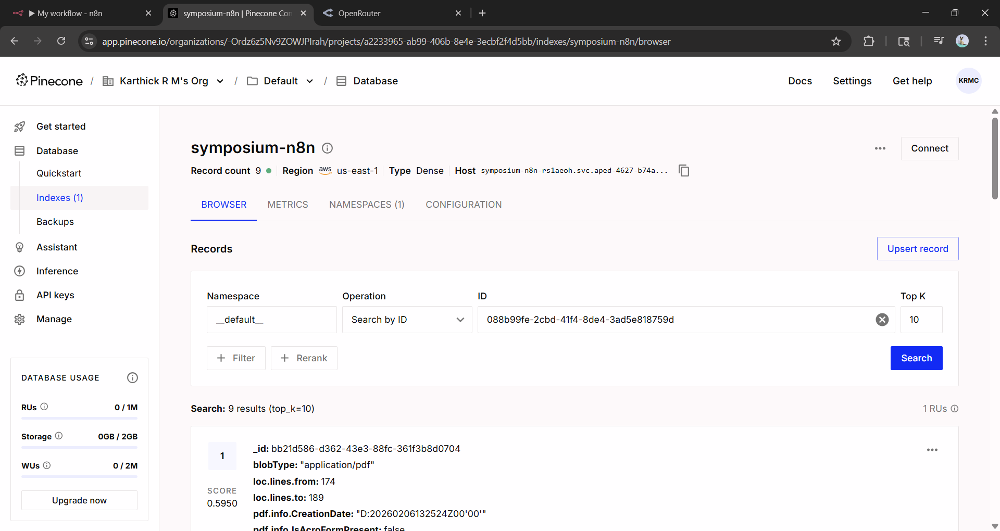 My workflow - n8n
symposium-n8n | Pinecone Con
OpenRouter
app.pinecone.io/organizations/-Ordz6z5Nv9ZOWJPIrah/projects/a2233965-ab99-406b-8e4e-3ecbf2f4d5bb/indexes/symposium-n8n/browser
Pinecone / Karthick R M's Org / Default / Database
Docs Settings Get help KRMC
Get started
Database
Quickstart
Indexes (1)
Backups
Assistant
Inference
API keys
Manage
DATABASE USAGE
RUs 0 / 1M
Storage 0GB / 2GB
WUs 0 / 2M
Upgrade now
symposium-n8n
Connect
Record count 9 Region aws us-east-1 Type Dense Host symposium-n8n-rs1aeoh.svc.aped-4627-b74a...
BROWSER METRICS NAMESPACES (1) CONFIGURATION
Records
Upsert record
Namespace Operation ID Top K
__default__ Search by ID 088b99fe-2cbd-41f4-8de4-3ad5e818759d 10
+ Filter + Rerank Search
Search: 9 results (top_k=10) 1 RUs
1
SCORE
0.5950
_id: bb21d586-d362-43e3-88fc-361f3b8d0704
blobType: "application/pdf"
loc.lines.from: 174
loc.lines.to: 189
pdf.info.CreationDate: "D:20260206132524Z00'00'"
pdf.info.IsAcroFormPresent: false